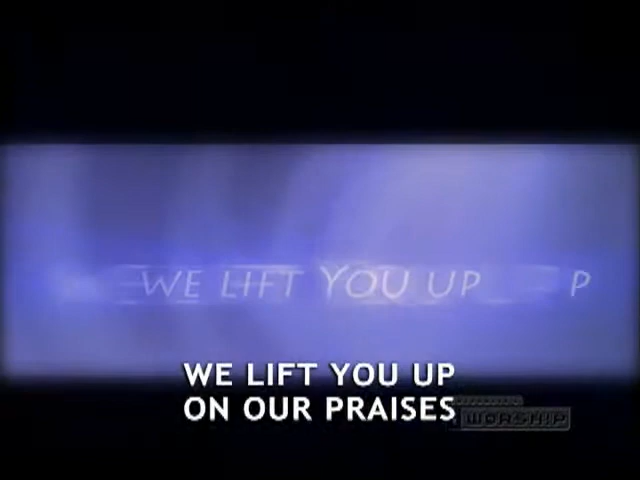 WE LIFT YOU UP P
WE LIFT YOU UP
ON OUR PRAISES
WORSHIP